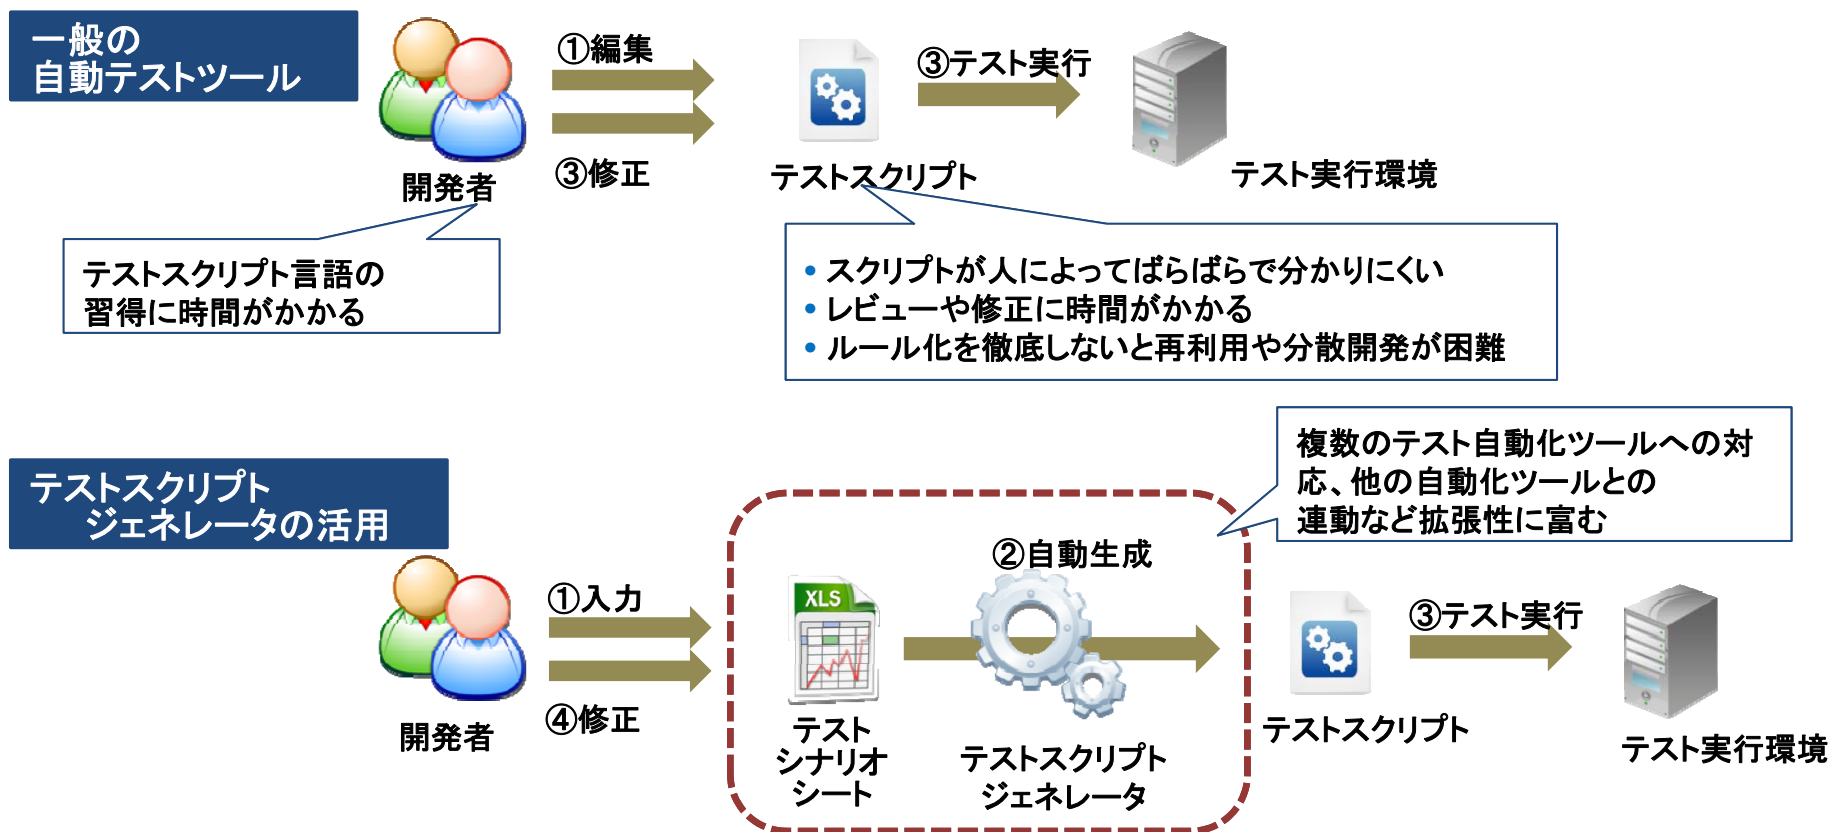 一般の
自動テストツール
①編集
③修正
開発者
テストスクリプト
③テスト実行
テスト実行環境
テストスクリプト言語の
習得に時間がかかる
• スクリプトが人によってばらばらで分かりにくい
• レビューや修正に時間がかかる
• ルール化を徹底しないと再利用や分散開発が困難
テストスクリプト
ジェネレータの活用
複数のテスト自動化ツールへの対
応、他の自動化ツールとの
連動など拡張性に富む
①入力
④修正
開発者
XLS
テスト
シナリオ
シート
②自動生成
テストスクリプト
ジェネレータ
テストスクリプト
③テスト実行
テスト実行環境